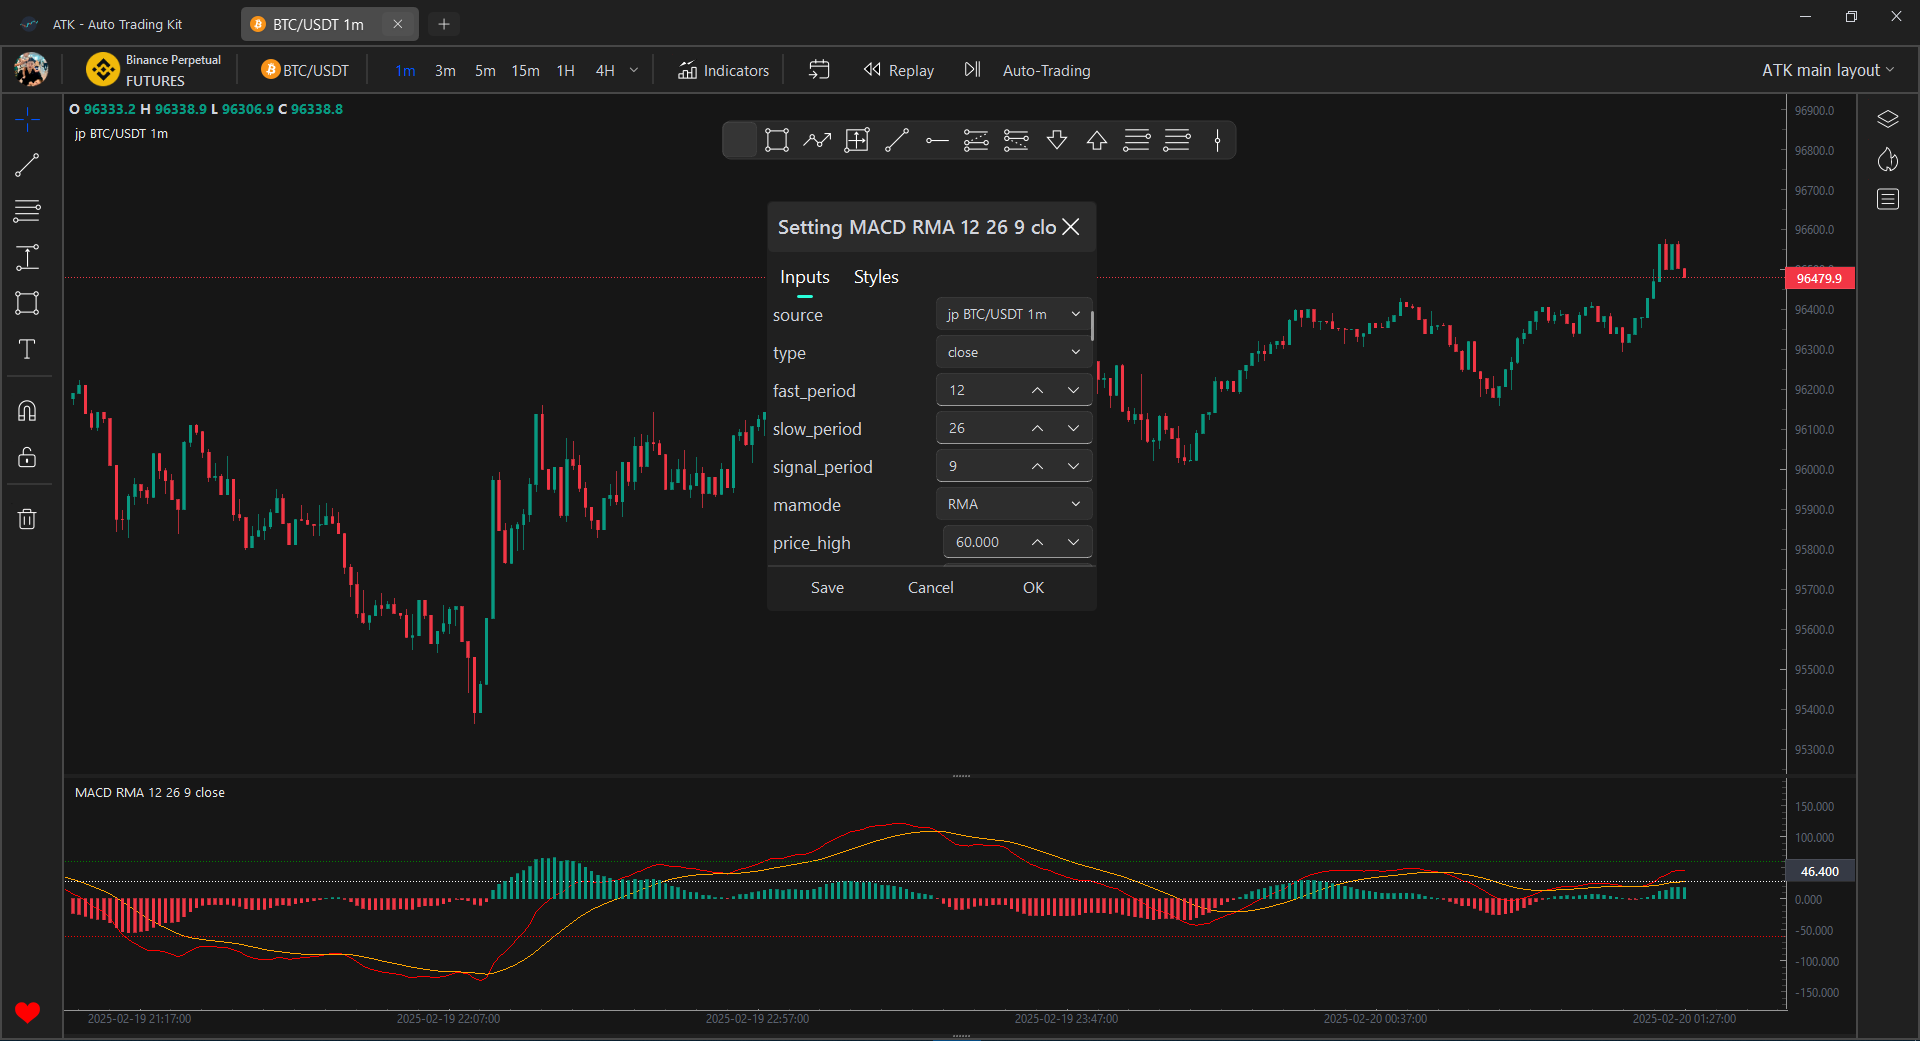 ATK - Auto Trading Kit
BTC/USDT 1m
Binance Perpetual
FUTURES
BTC/USDT
1m 3m 5m 15m 1H 4H
Indicators
Replay
Auto-Trading
ATK main layout
O 96333.2 H 96338.9 L 96306.9 C 96338.8
jp BTC/USDT 1m
Setting MACD RMA 12 26 9 clo
Inputs Styles
source jp BTC/USDT 1m
type close
fast_period 12
slow_period 26
signal_period 9
mamode RMA
price_high 60.000
Save Cancel OK
96900.0
96800.0
96700.0
96600.0
96479.9
96400.0
96300.0
96200.0
96100.0
96000.0
95900.0
95800.0
95700.0
95600.0
95500.0
95400.0
95300.0
MACD RMA 12 26 9 close
150.000
100.000
46.400
0.000
-50.000
-100.000
-150.000
2025-02-19 21:17:00 2025-02-19 22:07:00 2025-02-19 22:57:00 2025-02-19 23:47:00 2025-02-20 00:37:00 2025-02-20 01:27:00